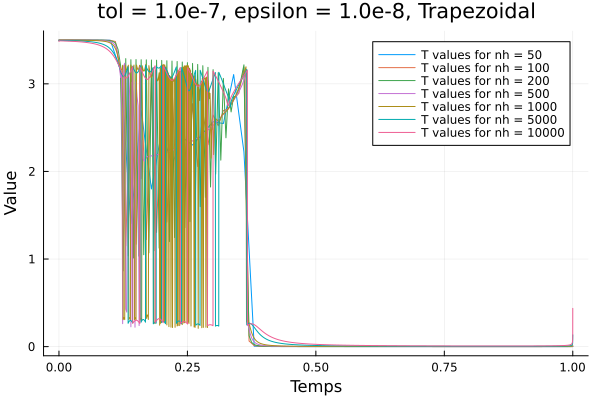 tol = 1.0e-7, epsilon = 1.0e-8, Trapezoidal
T values for nh = 50
T values for nh = 100
T values for nh = 200
T values for nh = 500
T values for nh = 1000
T values for nh = 5000
T values for nh = 10000
3
2
1
0
Value
0.00
0.25
0.50
0.75
1.00
Temps